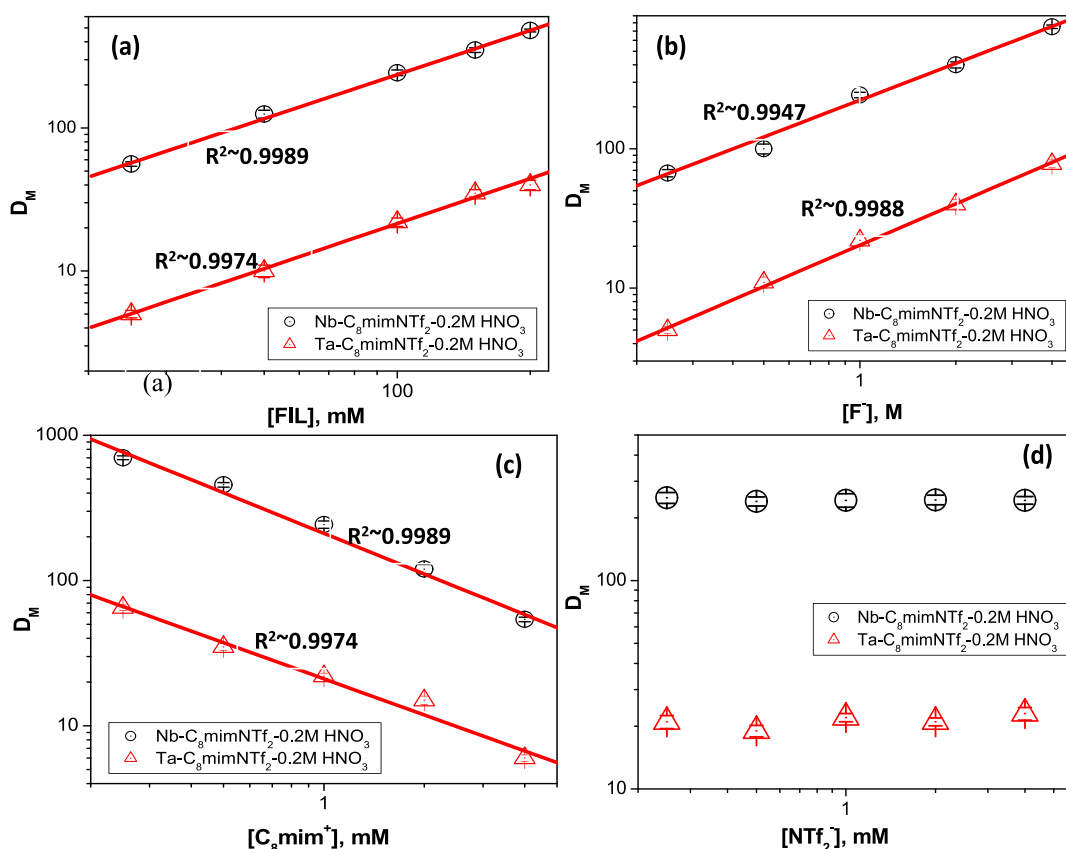 (a)
R²~0.9989
R²~0.9974
100
10
D_M
Nb-C₈mimNTf₂-0.2M HNO₃
Ta-C₈mimNTf₂-0.2M HNO₃
(a)
100
[FIL], mM
(b)
R²~0.9947
R²~0.9988
100
10
D_M
Nb-C₈mimNTf₂-0.2M HNO₃
Ta-C₈mimNTf₂-0.2M HNO₃
1
[F⁻], M
(c)
R²~0.9989
R²~0.9974
1000
100
10
D_M
Nb-C₈mimNTf₂-0.2M HNO₃
Ta-C₈mimNTf₂-0.2M HNO₃
1
[C₈mim⁺], mM
(d)
100
10
D_M
Nb-C₈mimNTf₂-0.2M HNO₃
Ta-C₈mimNTf₂-0.2M HNO₃
1
[NTf₂⁻], mM